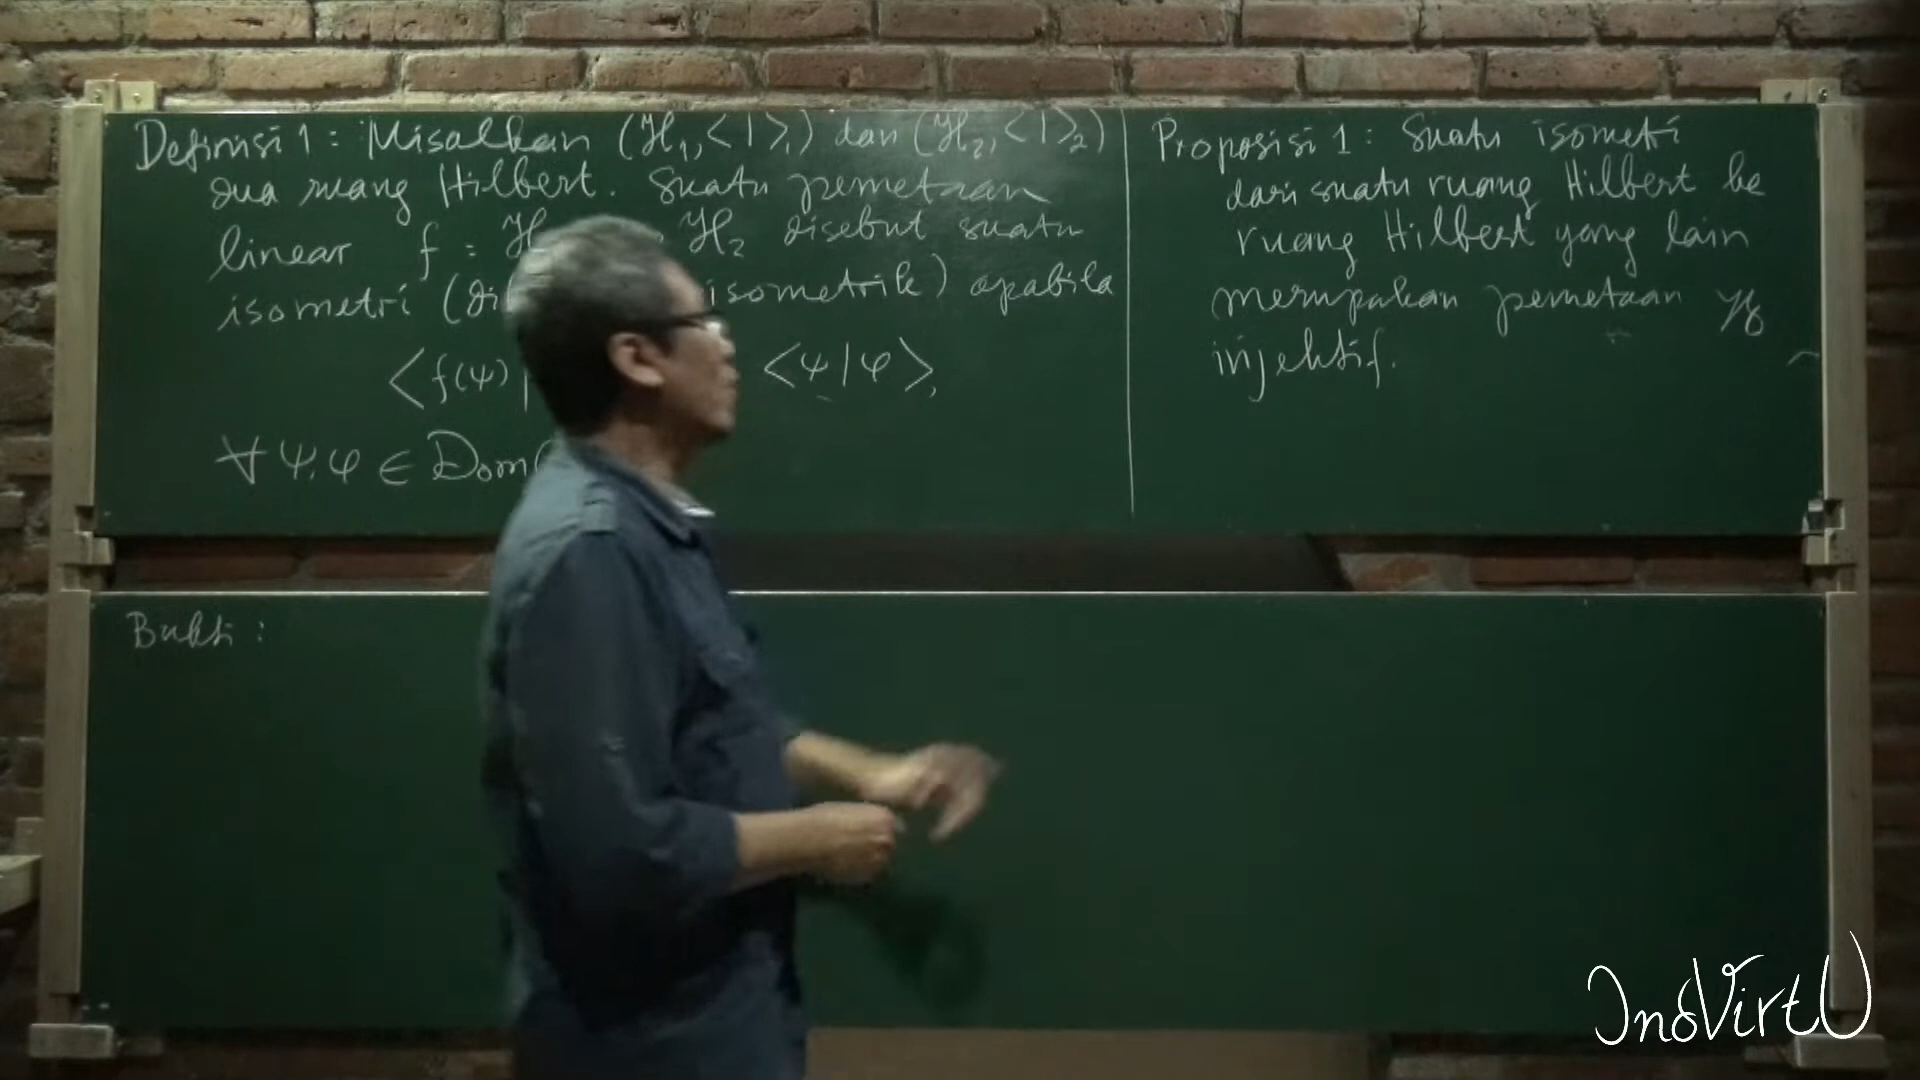 Definisi 1 : Misalkan (ℋ₁, < | >₁) dan (ℋ₂, < | >₂)
dua ruang Hilbert. Suatu pemetaan
linear f : ℋ ℋ₂ disebut suatu
isometri ( isometrik) apabila
<f(ψ) | <ψ|φ>₁
∀ ψ, φ ∈ Dom(
Proposisi 1 : Suatu isometri
dari suatu ruang Hilbert ke
ruang Hilbert yang lain
merupakan pemetaan yg
injektif.
Bukti :
InoVirtU